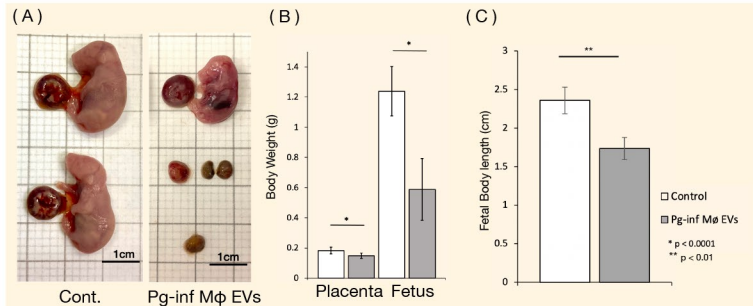 (A)
1cm
1cm
Cont.
Pg-inf Mφ EVs
(B)
Body Weight (g)
1.4
1.2
1
0.8
0.6
0.4
0.2
0
*
*
Placenta Fetus
(C)
Fetal Body length (cm)
3
2.5
2
1.5
1
0.5
0
**
Control
Pg-inf Mø EVs
* p < 0.0001
** p < 0.01